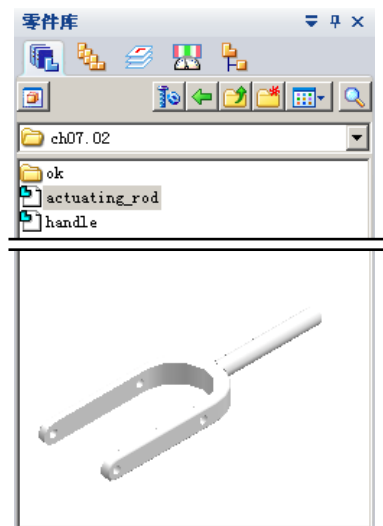 零件库
ch07.02
ok
actuating_rod
handle